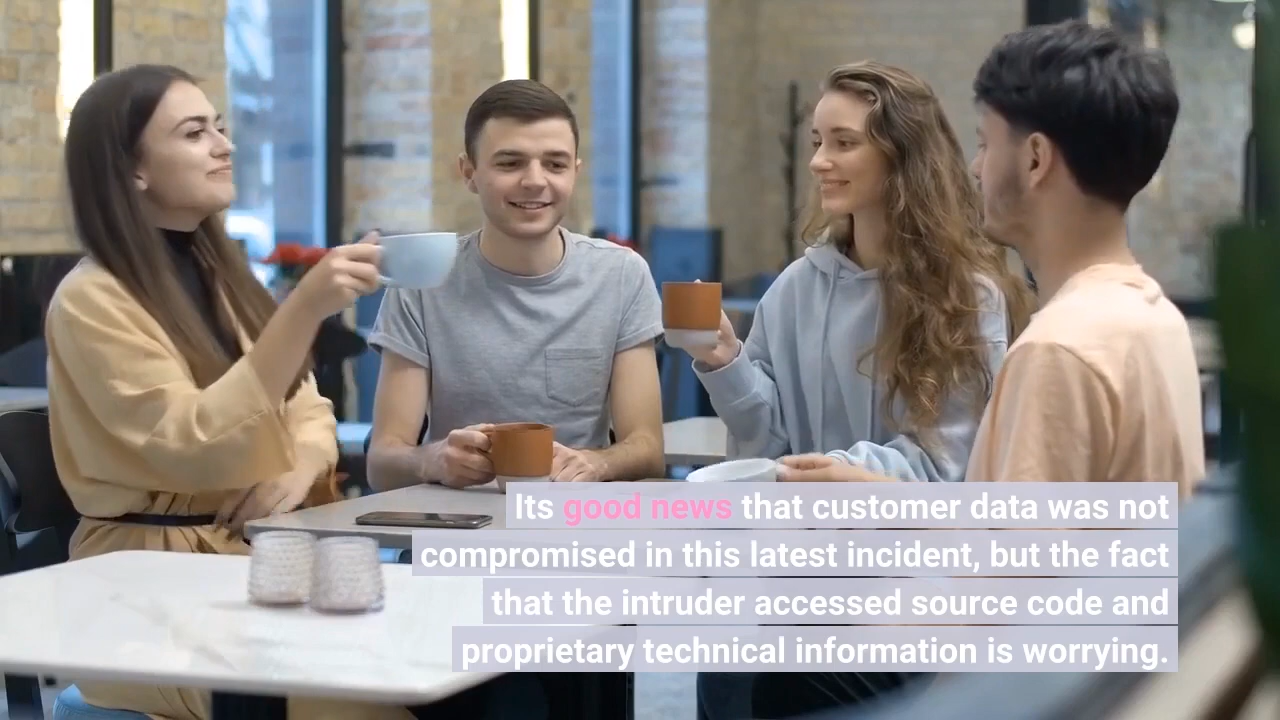 Its good news that customer data was not
compromised in this latest incident, but the fact
that the intruder accessed source code and
proprietary technical information is worrying.